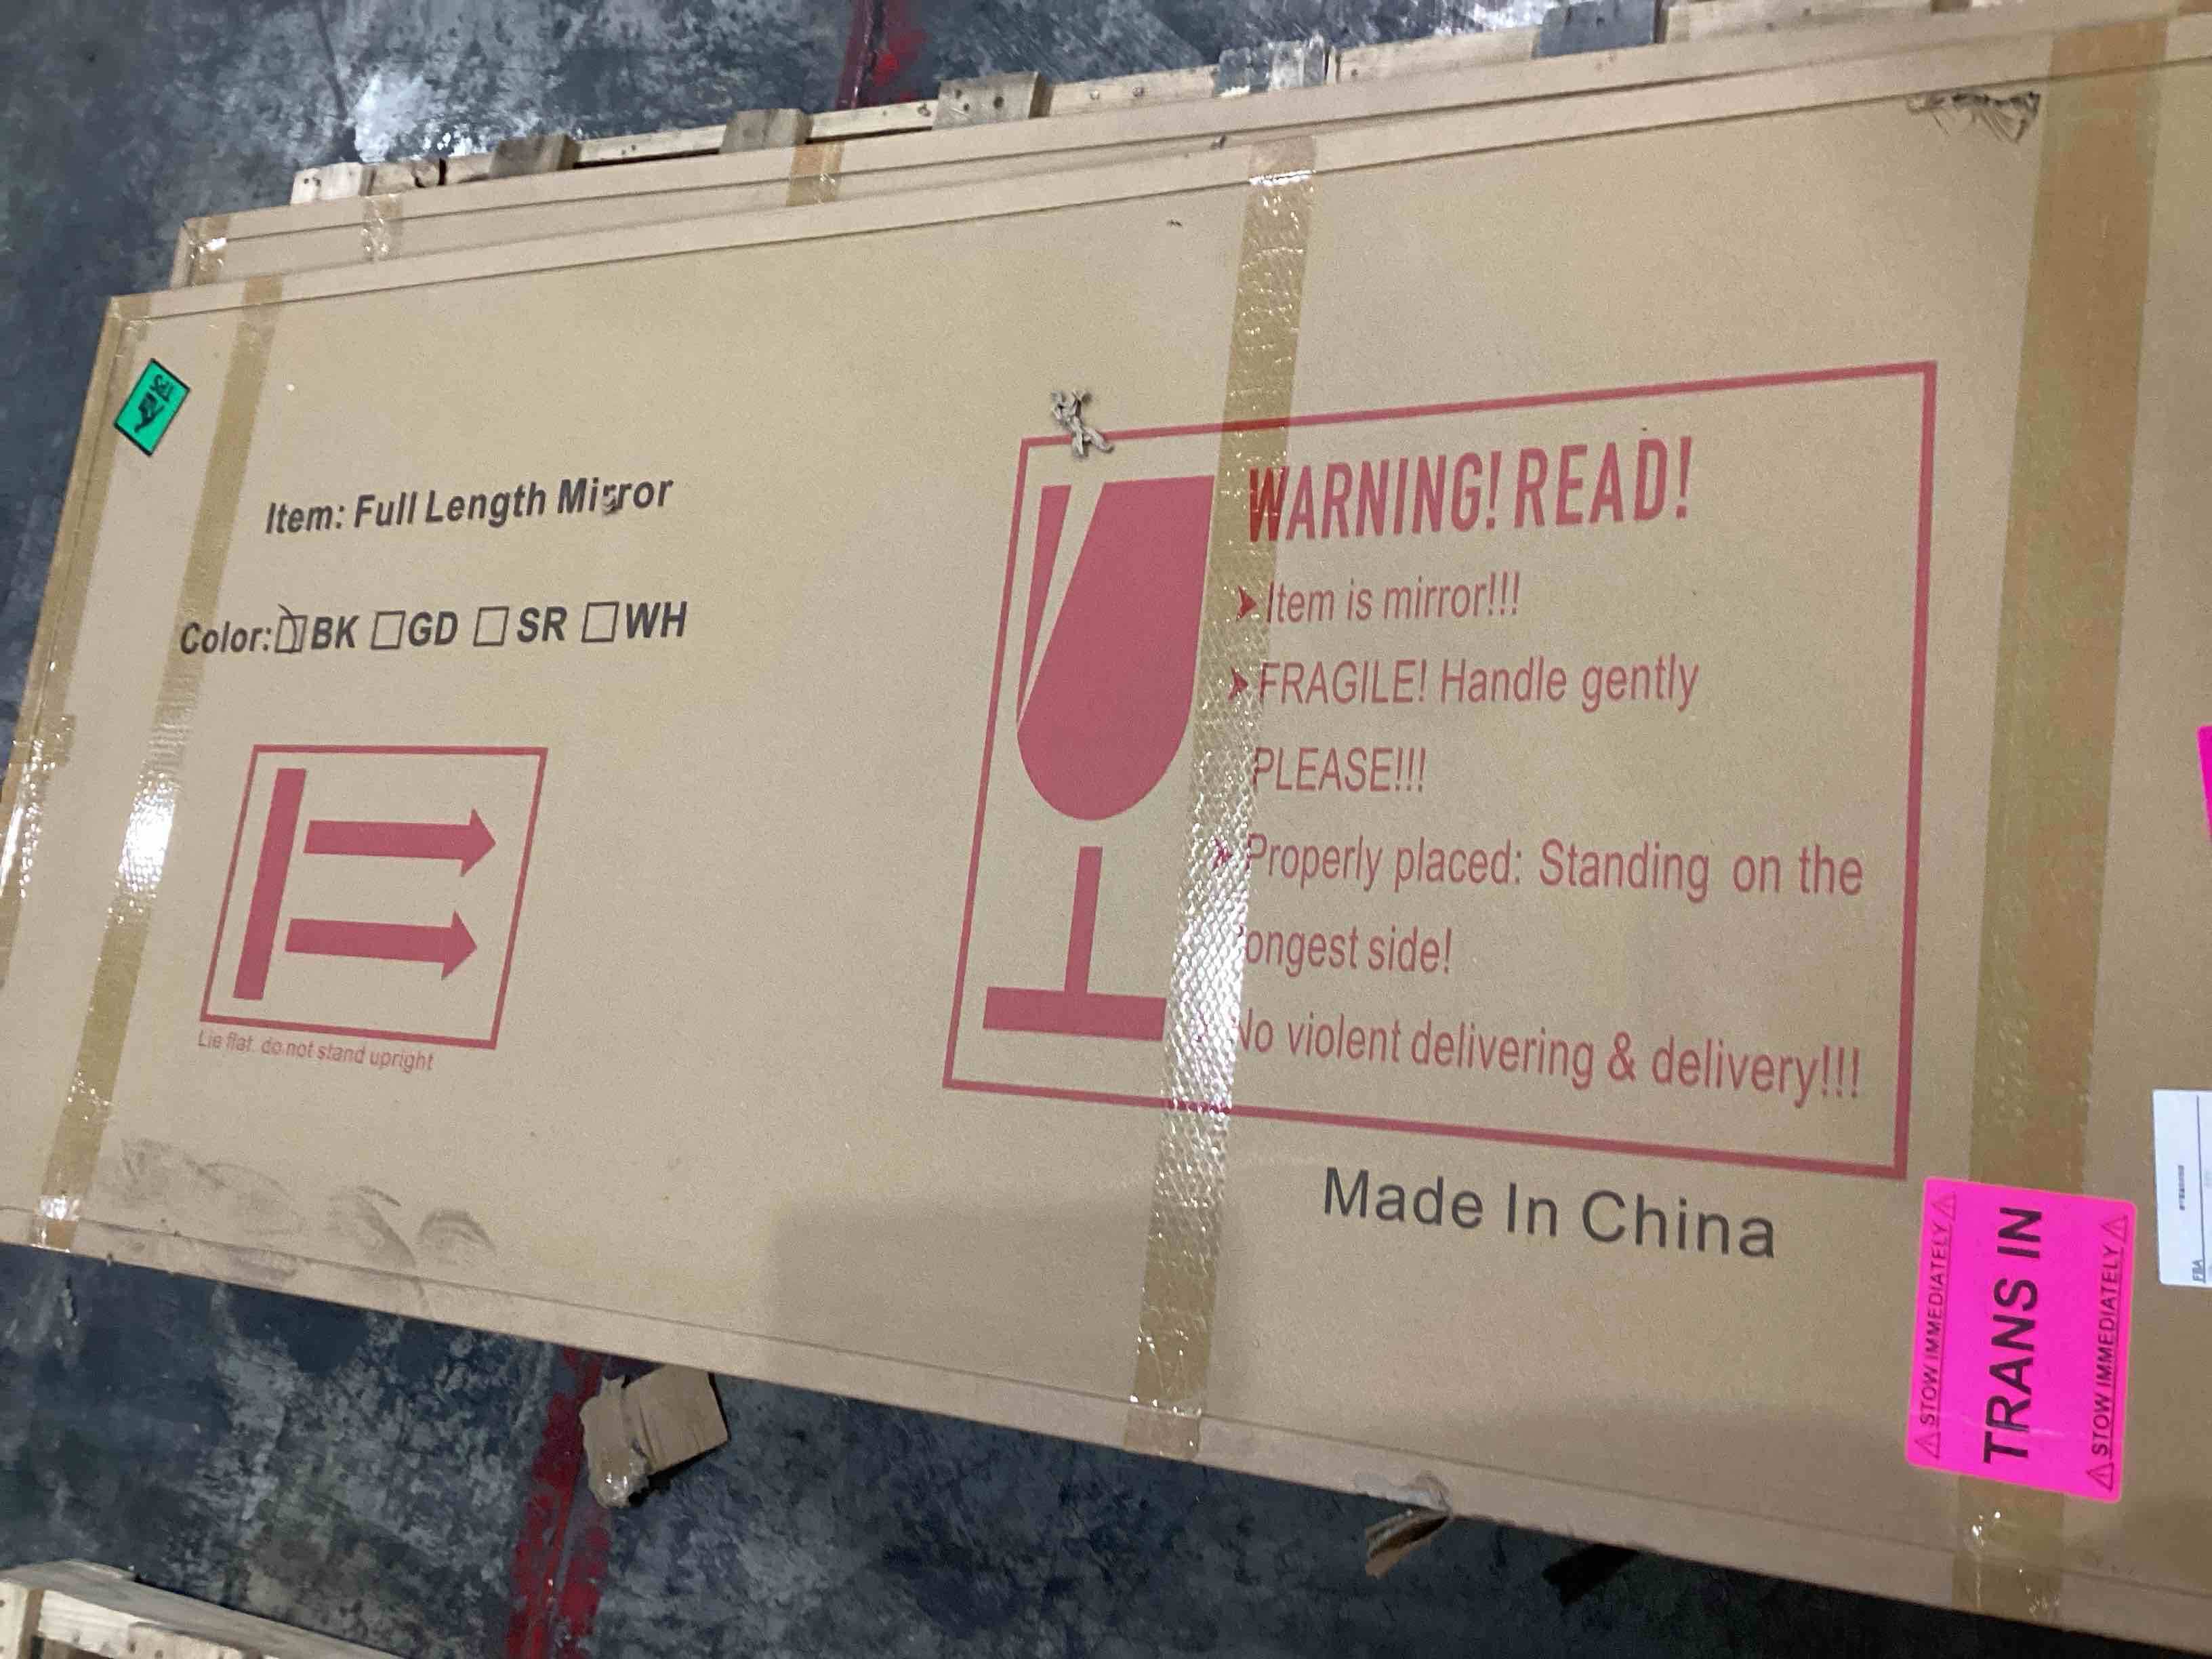 Item: Full Length Mirror
Color: BK GD SR WH
Lie flat, do not stand upright
WARNING! READ!
Item is mirror!!!
FRAGILE! Handle gently
PLEASE!!!
Properly placed: Standing on the
longest side!
No violent delivering & delivery!!!
Made In China
STOW IMMEDIATELY
TRANS IN
STOW IMMEDIATELY
FBA